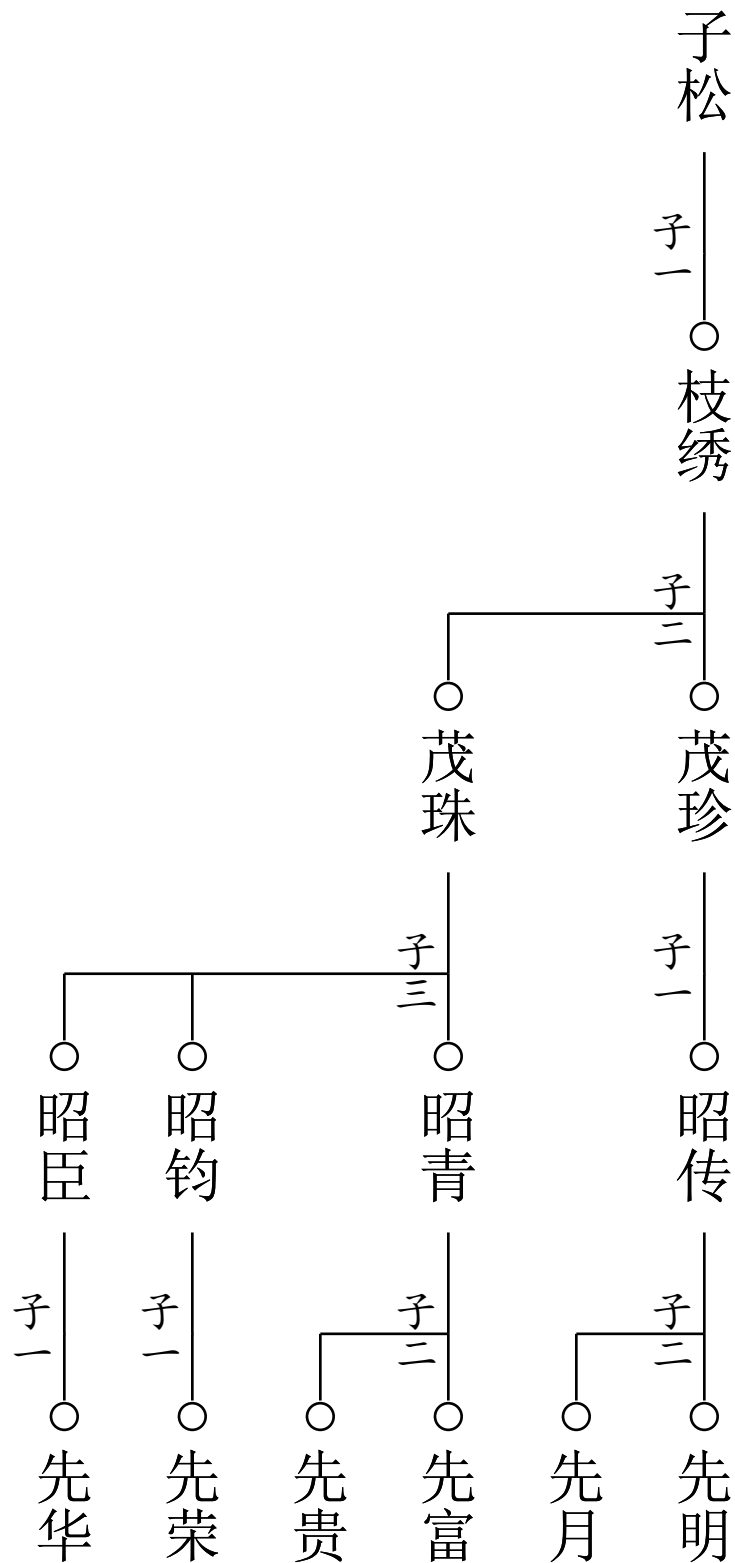 子松
子一
枝绣
子二
茂珍
茂珠
子一
子三
昭传
昭青
昭钧
昭臣
子二
子二
子一
子一
先明
先月
先富
先贵
先荣
先华